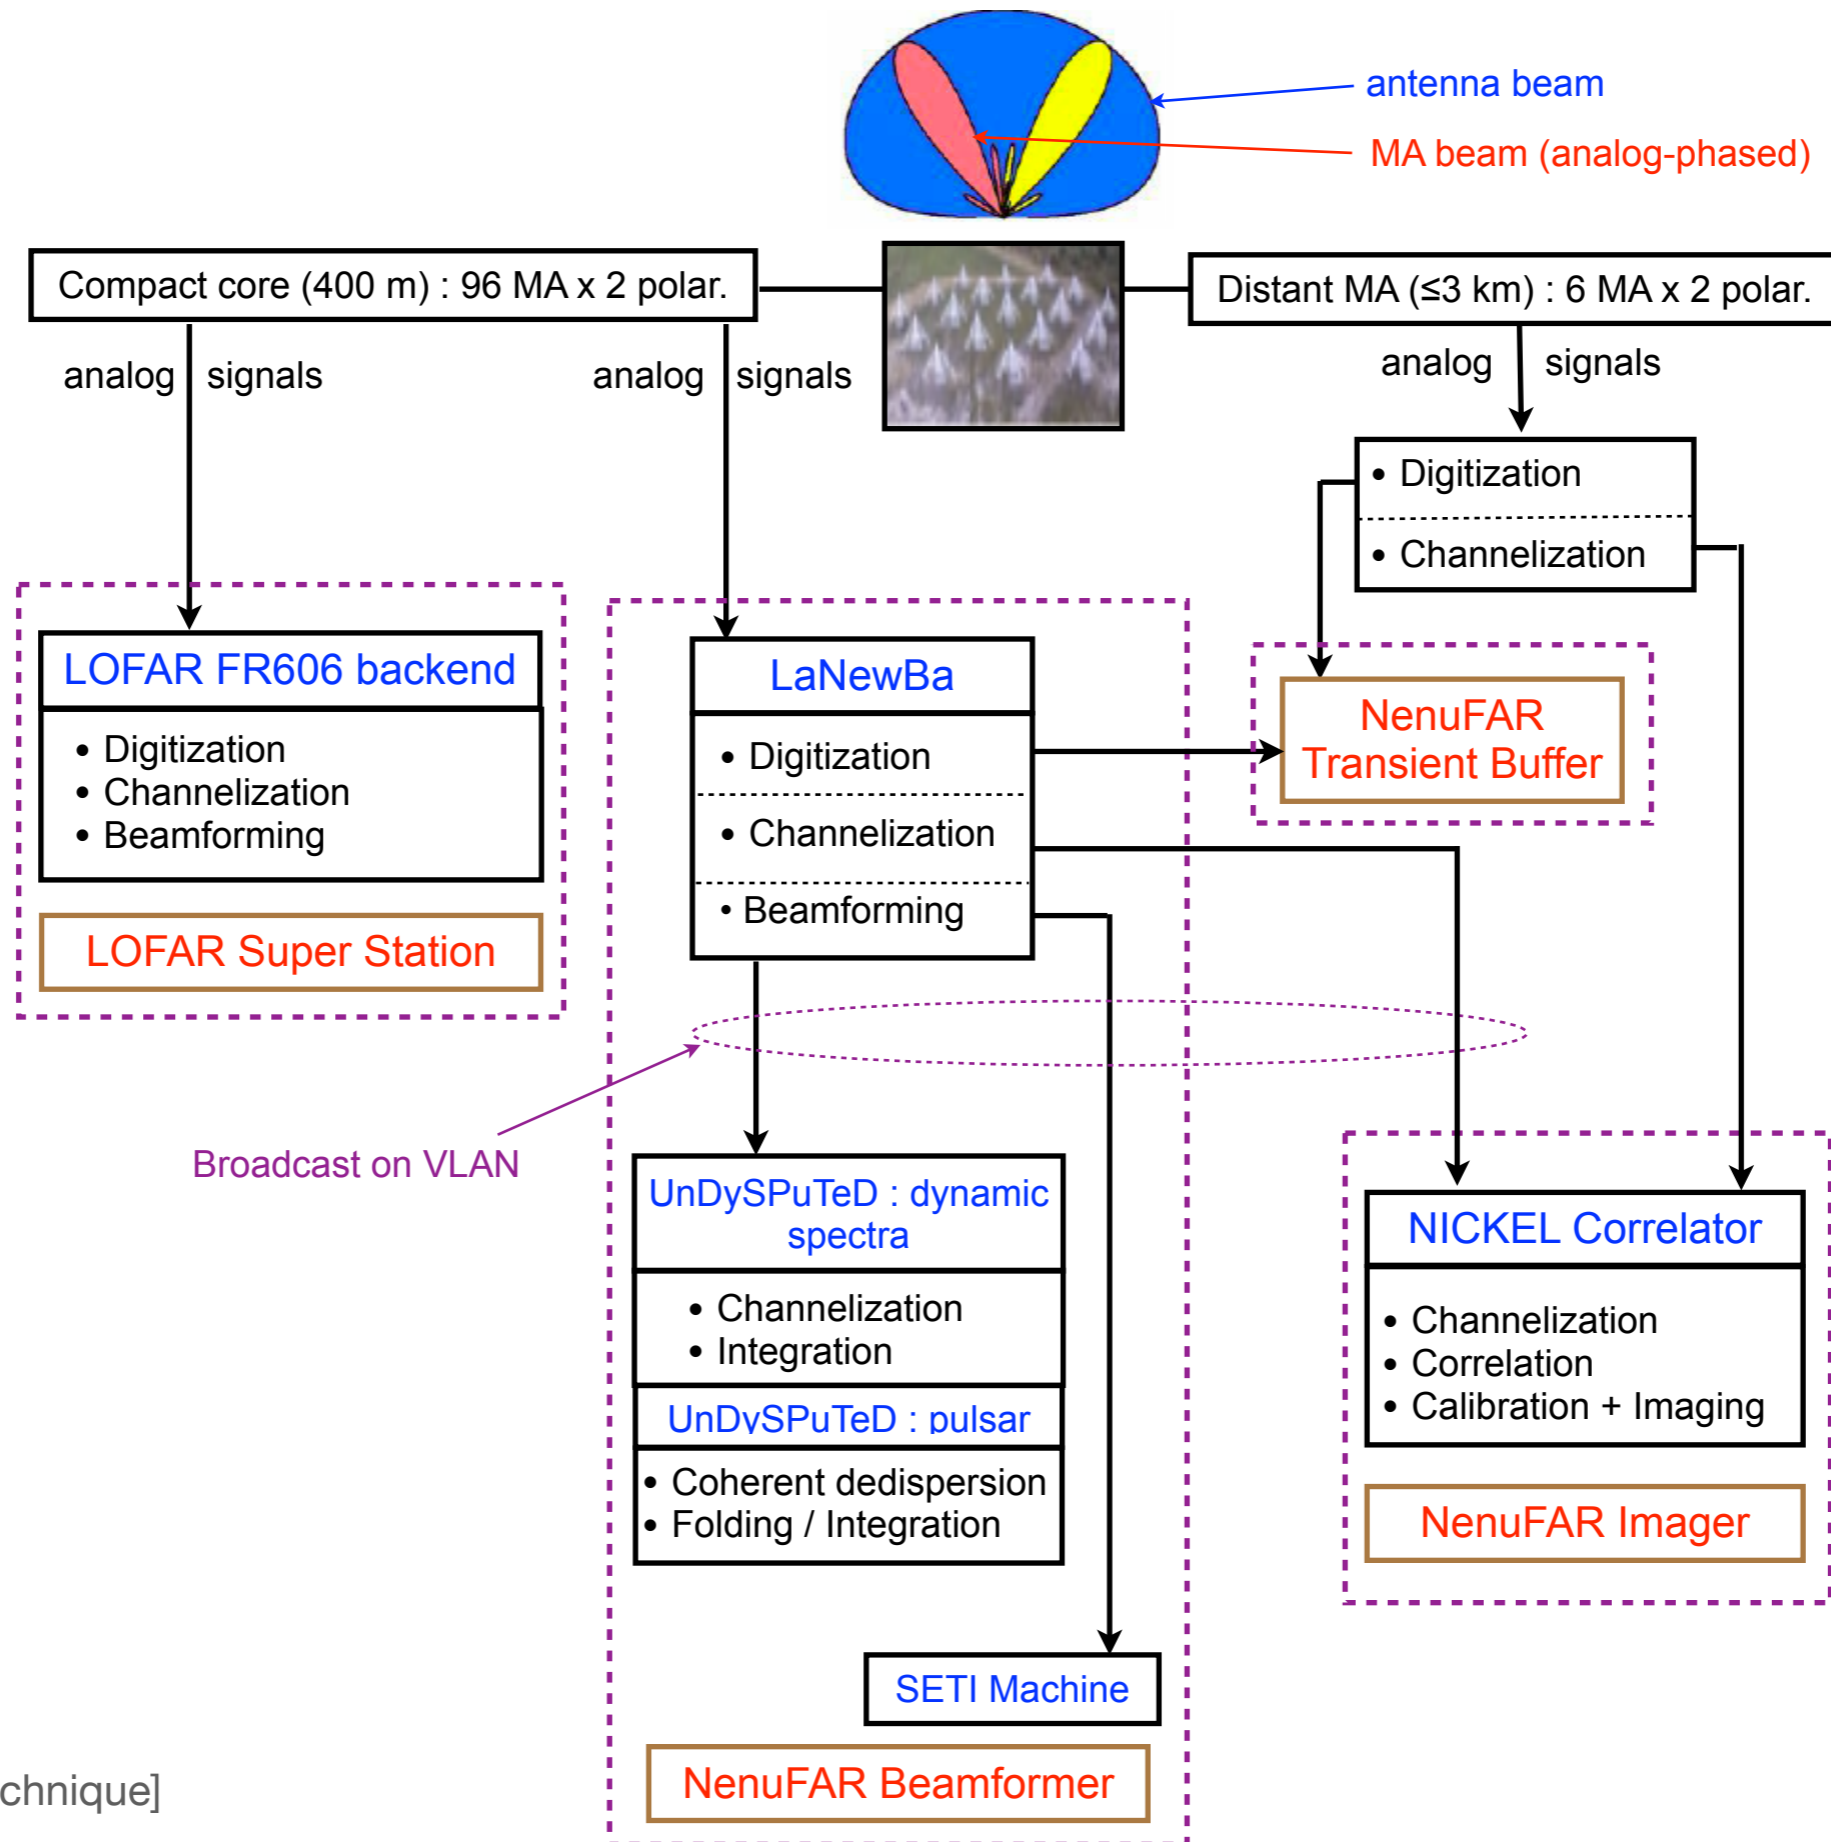 antenna beam
MA beam (analog-phased)
Compact core (400 m) : 96 MA x 2 polar.
Distant MA (≤3 km) : 6 MA x 2 polar.
analog signals
analog signals
analog signals
• Digitization
• Channelization
LOFAR FR606 backend
• Digitization
• Channelization
• Beamforming
LOFAR Super Station
LaNewBa
• Digitization
• Channelization
• Beamforming
NenuFAR
Transient Buffer
Broadcast on VLAN
UnDySPuTeD : dynamic
spectra
• Channelization
• Integration
UnDySPuTeD : pulsar
• Coherent dedispersion
• Folding / Integration
NICKEL Correlator
• Channelization
• Correlation
• Calibration + Imaging
NenuFAR Imager
SETI Machine
NenuFAR Beamformer
chnique]